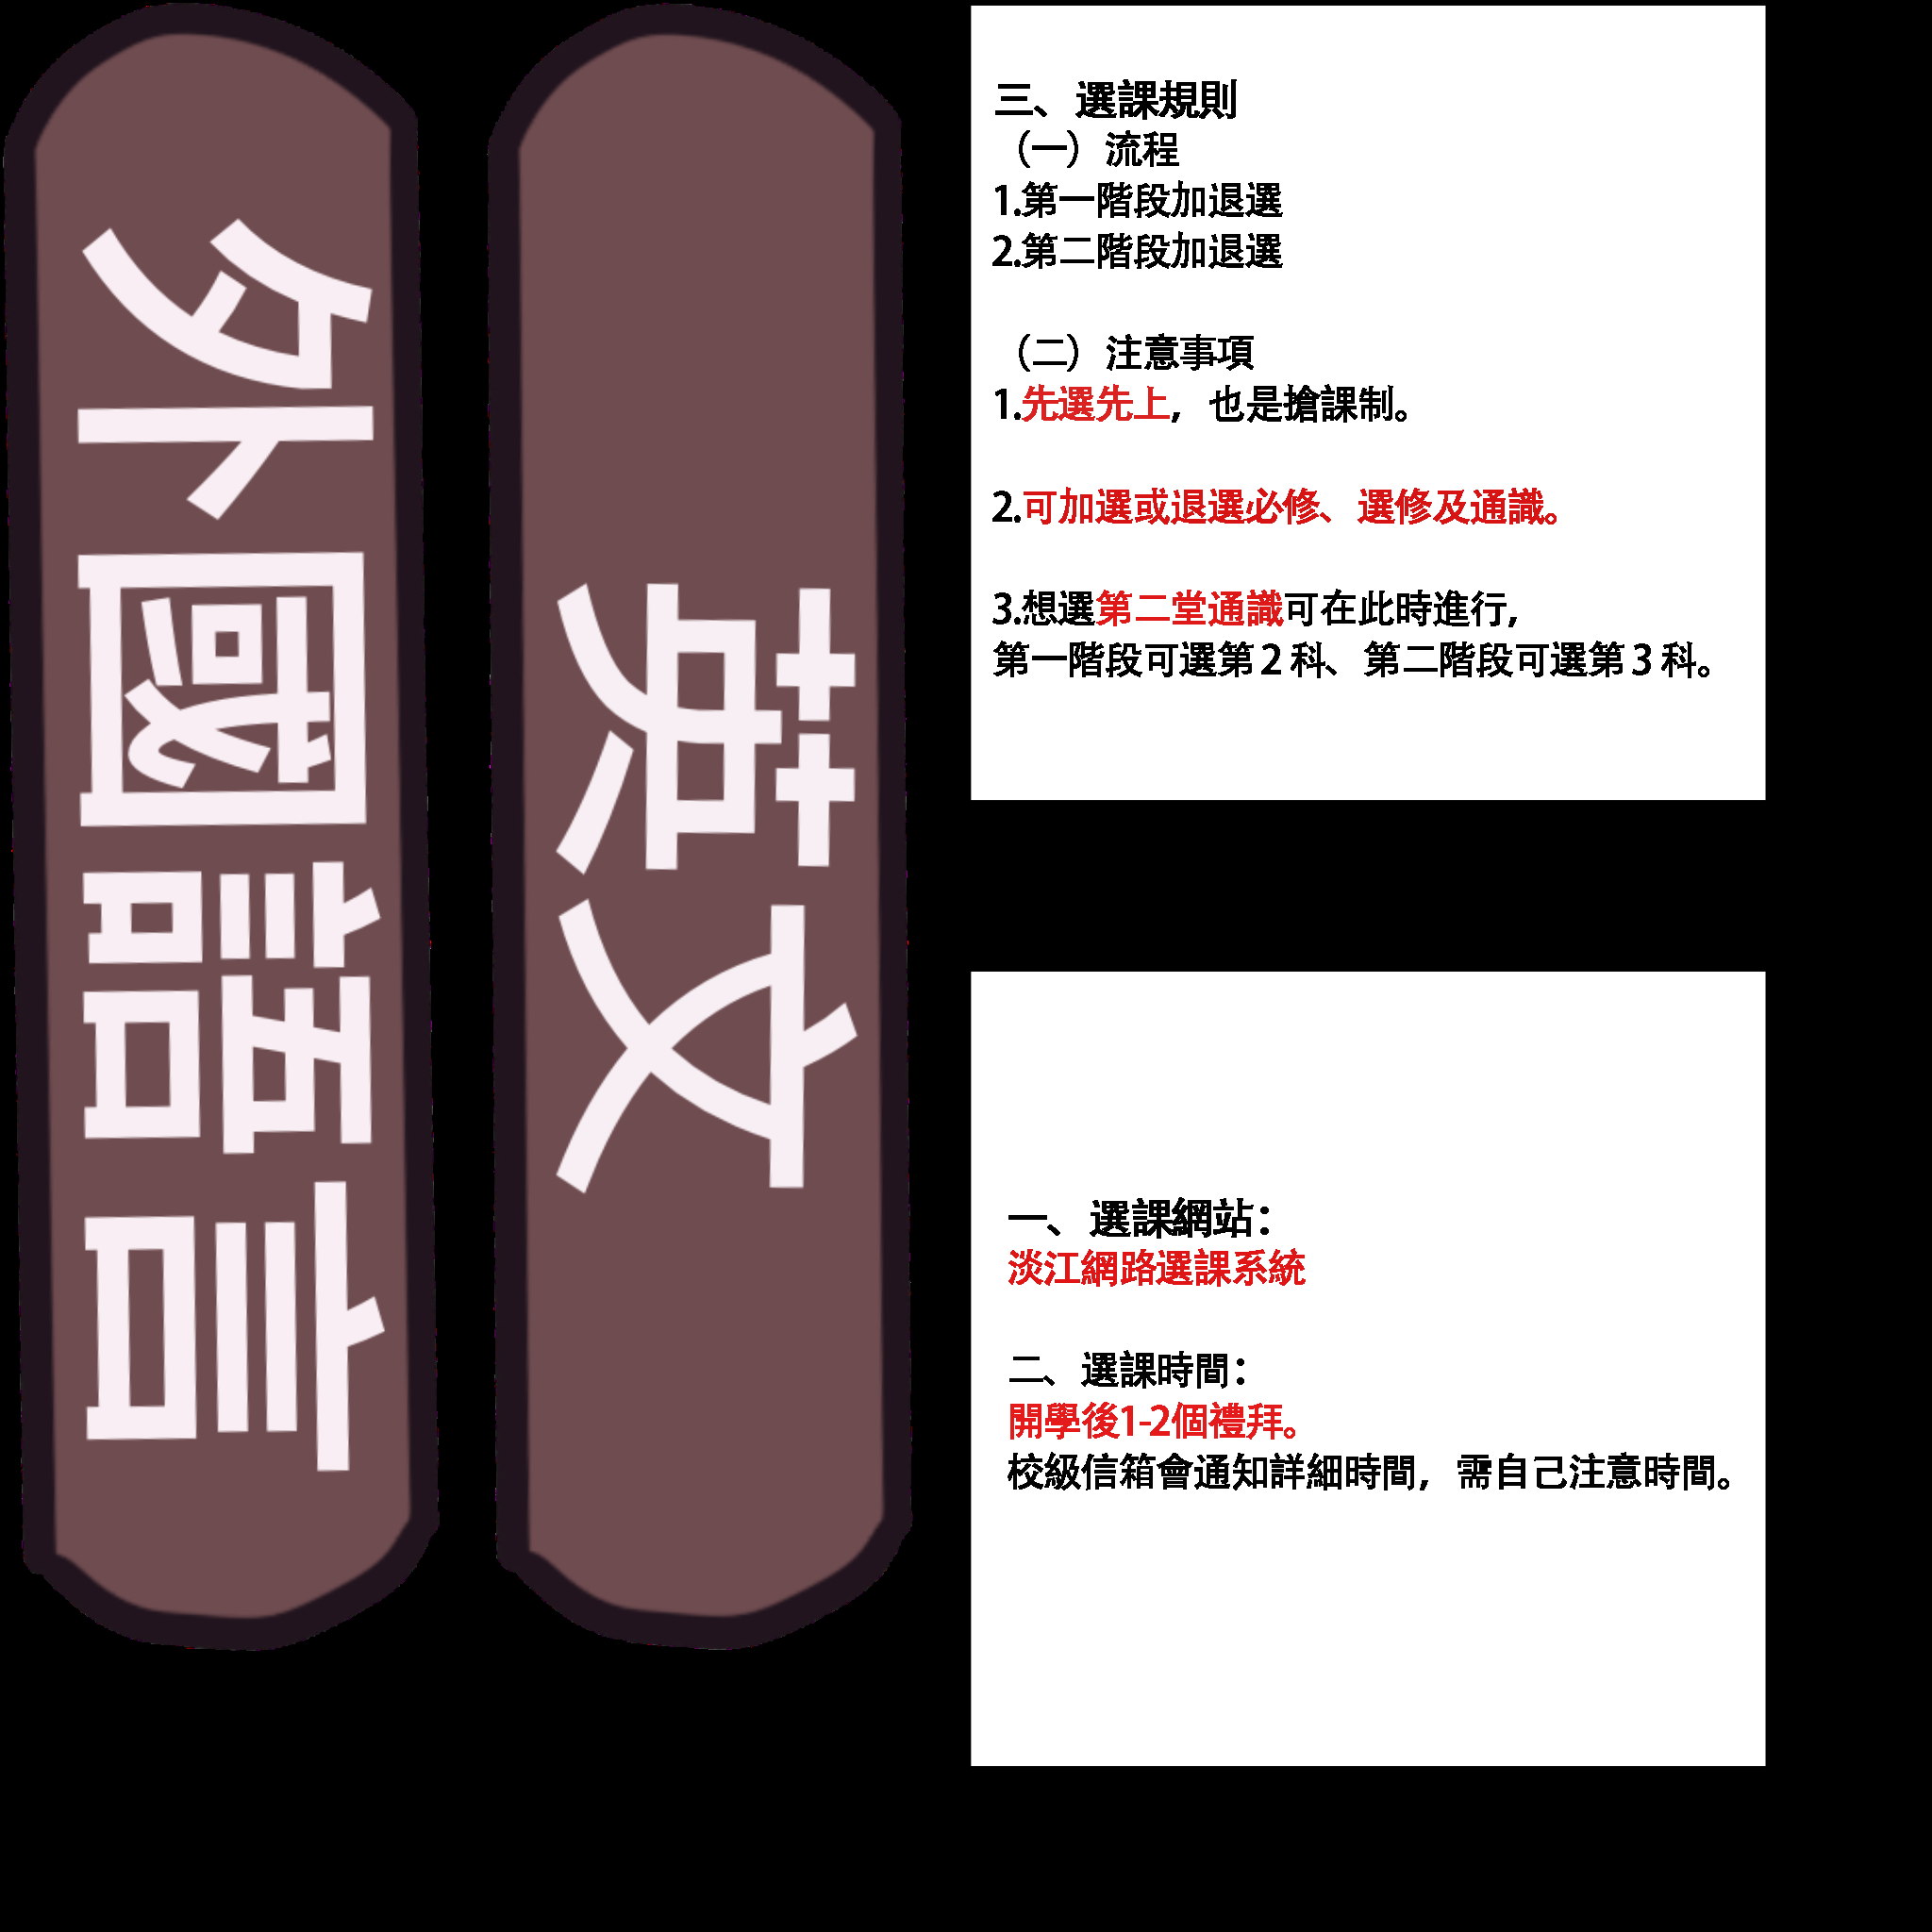 外國語言
英文
三、選課規則
（一）流程
1.第一階段加退選
2.第二階段加退選
（二）注意事項
1.先選先上，也是搶課制。
2.可加選或退選必修、選修及通識。
3.想選第二堂通識可在此時進行，
第一階段可選第2科、第二階段可選第3科。
一、選課網站：
淡江網路選課系統
二、選課時間：
開學後1-2個禮拜。
校級信箱會通知詳細時間，需自己注意時間。